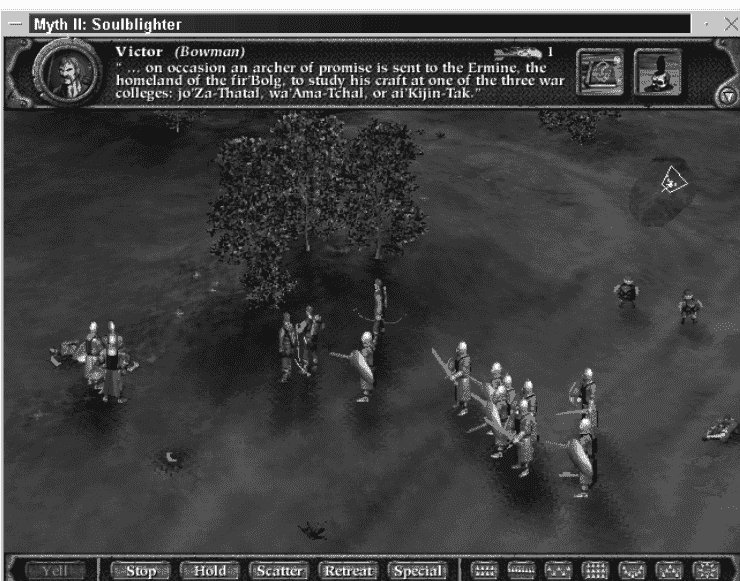 Myth II: Soulblighter
Victor (Bowman)
1
" ... on occasion an archer of promise is sent to the Ermine, the
homeland of the fir'Bolg, to study his craft at one of the three war
colleges: jo'Za-Thatal, wa'Ama-Tchal, or ai'Kijin-Tak."
Yell Stop Hold Scatter Retreat Special